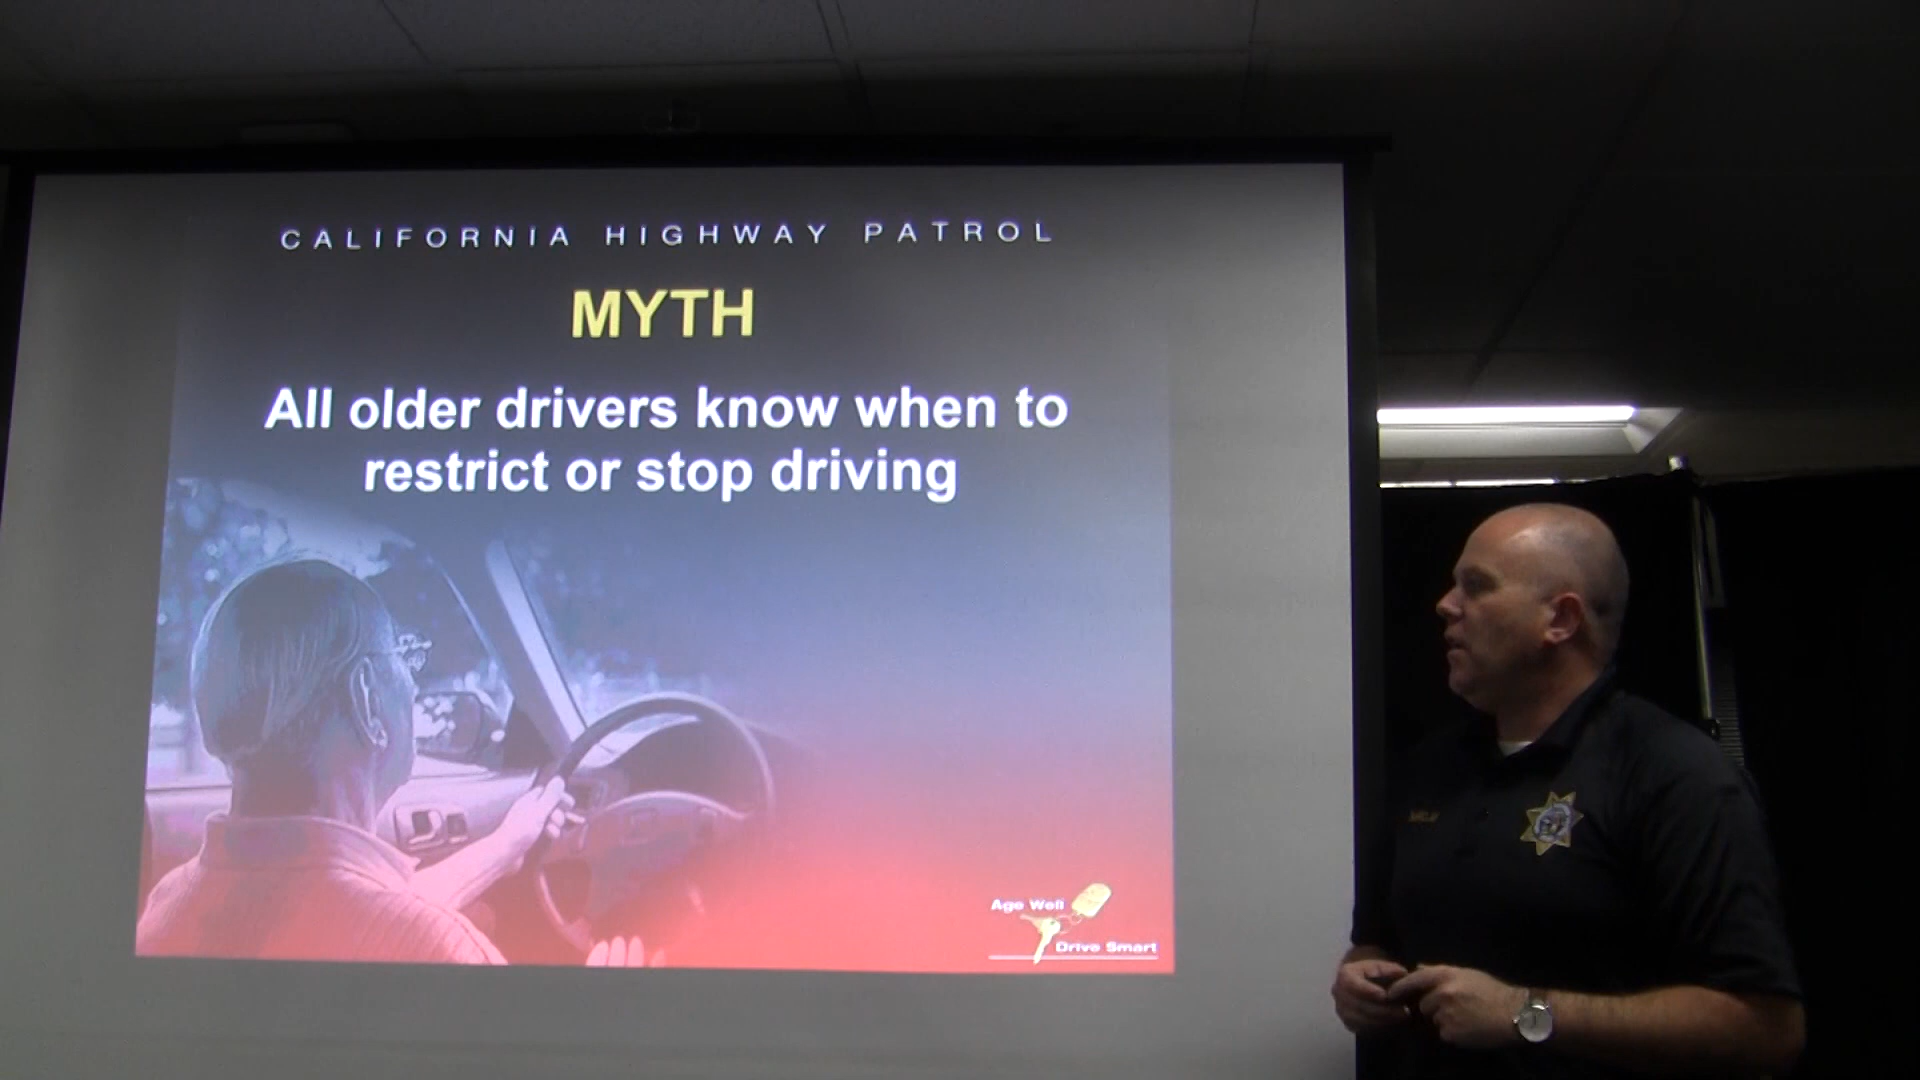 CALIFORNIA HIGHWAY PATROL
MYTH
All older drivers know when to
restrict or stop driving
Age Well
Drive Smart